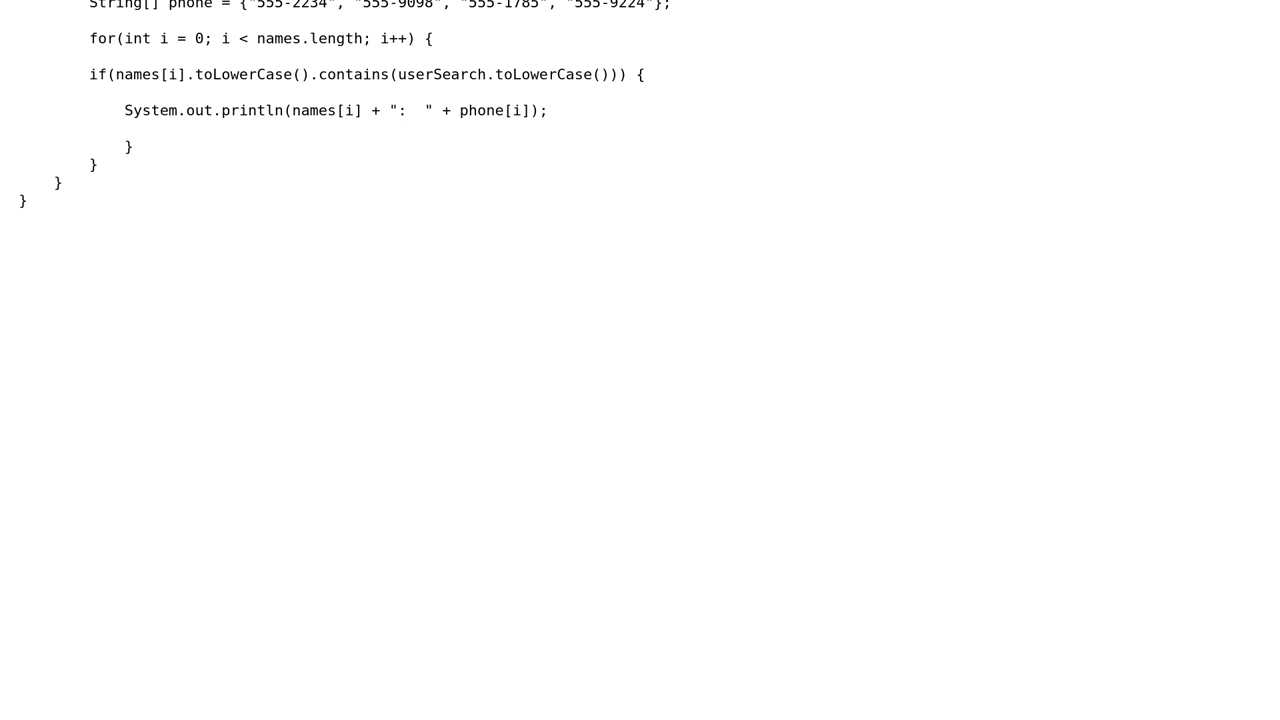 String[] phone = {"555-2234", "555-9098", "555-1785", "555-9224"};
for(int i = 0; i < names.length; i++) {
if(names[i].toLowerCase().contains(userSearch.toLowerCase())) {
System.out.println(names[i] + ":  " + phone[i]);
}
}
}
}